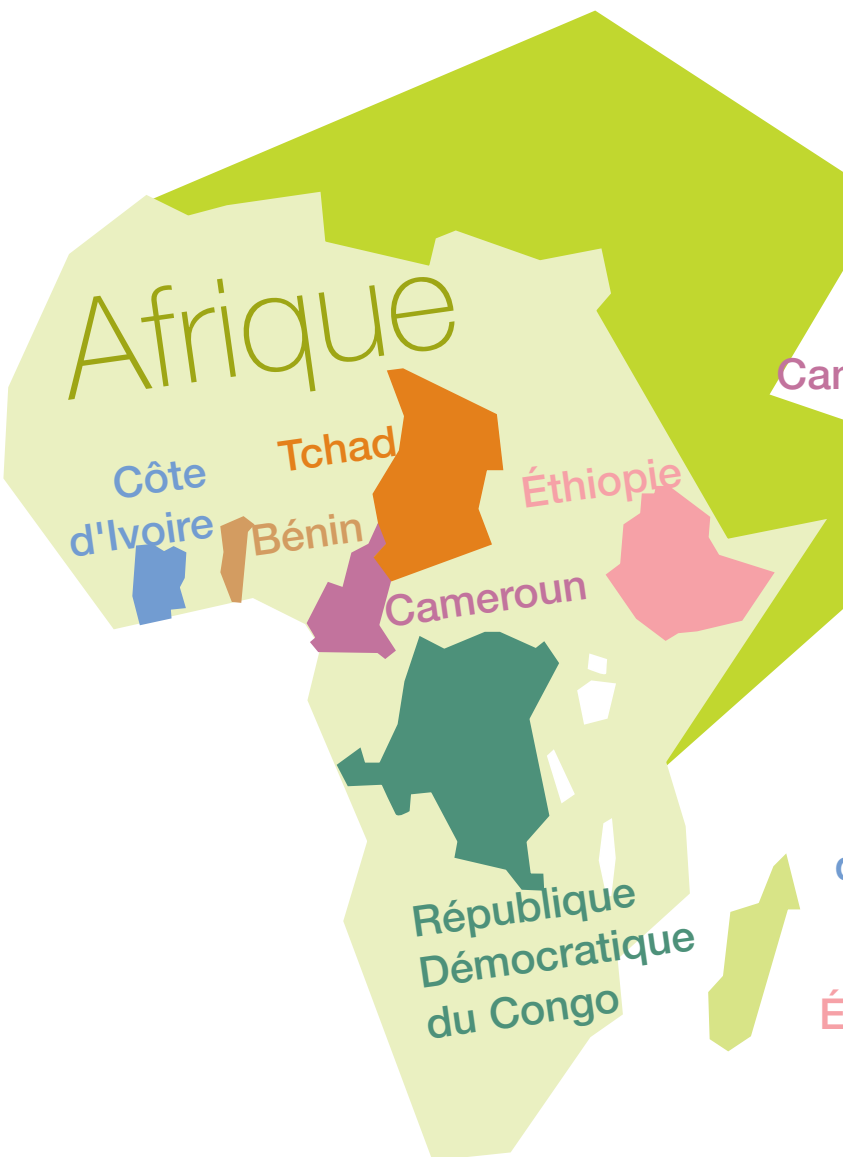 Afrique
Côte
d'Ivoire
Tchad
Bénin
Éthiopie
Cameroun
République
Démocratique
du Congo